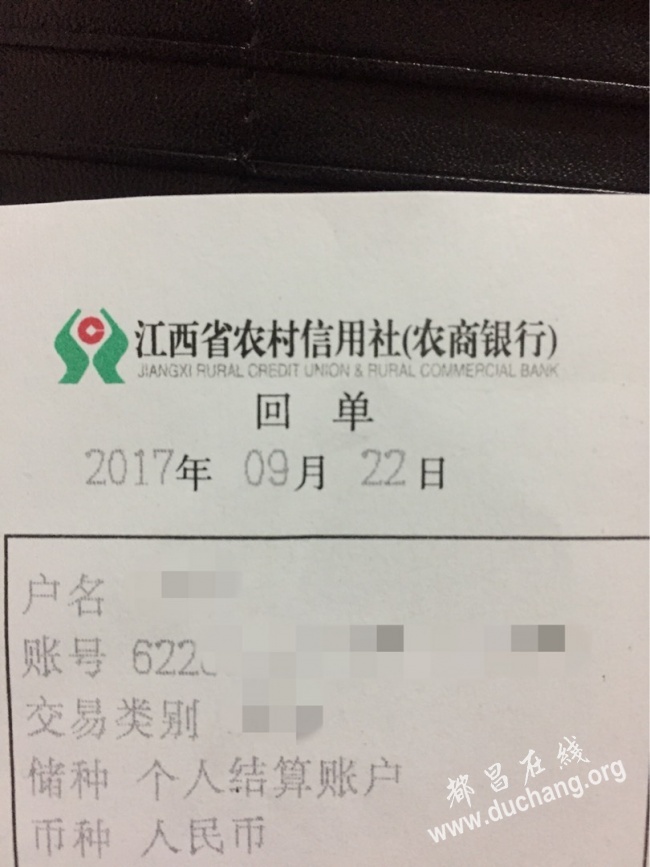 江西省农村信用社(农商银行)
JIANGXI RURAL CREDIT UNION & RURAL COMMERCIAL BANK
回 单
2017年 09月 22日
户名
账号 622
交易类别
储种 个人结算账户
币种 人民币
都昌在线
www.duchang.org